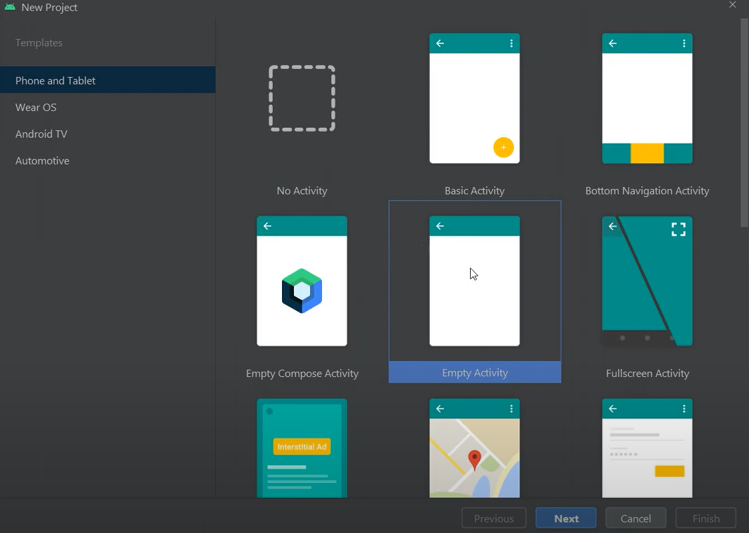 New Project
Templates
Phone and Tablet
Wear OS
Android TV
Automotive
No Activity
Basic Activity
Bottom Navigation Activity
Empty Compose Activity
Empty Activity
Fullscreen Activity
Interstitial Ad
Previous
Next
Cancel
Finish